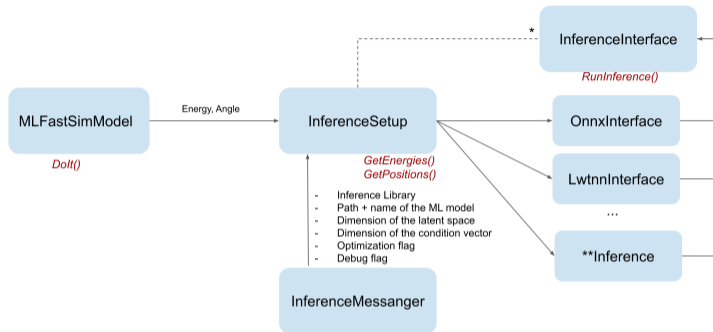 *
InferenceInterface
RunInference()
MLFastSimModel
DoIt()
Energy, Angle
InferenceSetup
GetEnergies()
GetPositions()
OnnxInterface
LwtnnInterface
...
**Inference
- Inference Library
- Path + name of the ML model
- Dimension of the latent space
- Dimension of the condition vector
- Optimization flag
- Debug flag
InferenceMessanger